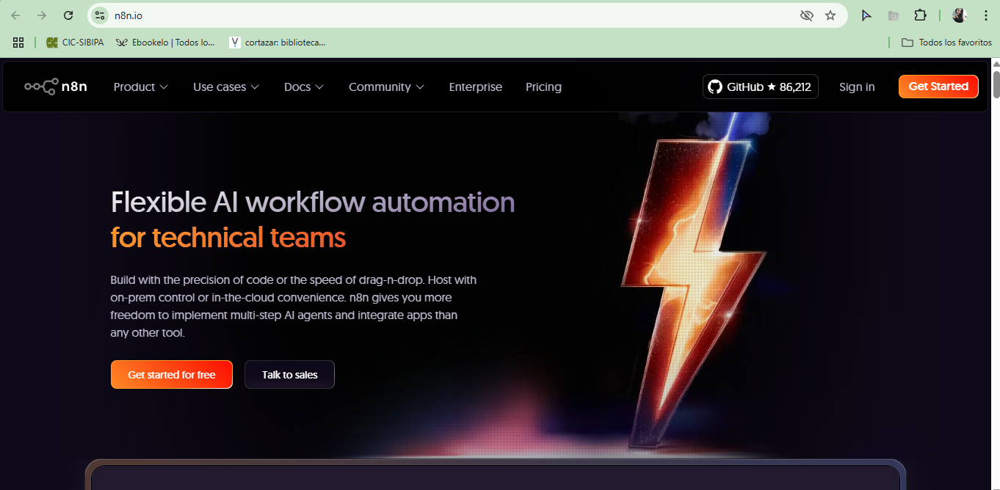 n8n.io
CIC-SIBIPA
Ebookelo | Todos lo...
cortazar: biblioteca...
Todos los favoritos
n8n
Product
Use cases
Docs
Community
Enterprise
Pricing
GitHub ★ 86,212
Sign in
Get Started
Flexible AI workflow automation
for technical teams
Build with the precision of code or the speed of drag-n-drop. Host with
on-prem control or in-the-cloud convenience. n8n gives you more
freedom to implement multi-step AI agents and integrate apps than
any other tool.
Get started for free
Talk to sales